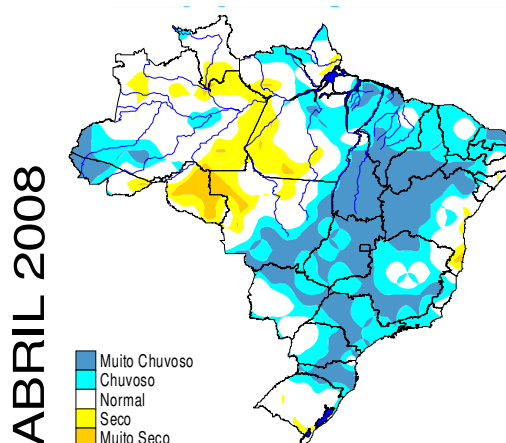 ABRIL 2008
Muito Chuvoso
Chuvoso
Normal
Seco
Muito Seco